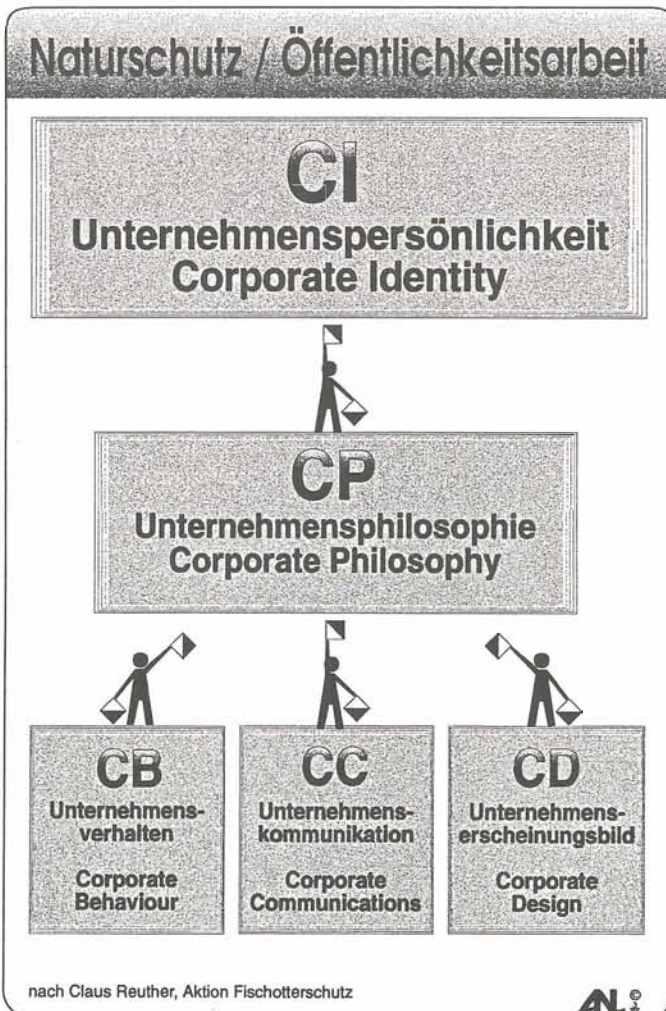 Naturschutz / Öffentlichkeitsarbeit
CI
Unternehmenspersönlichkeit
Corporate Identity
CP
Unternehmensphilosophie
Corporate Philosophy
CB
Unternehmens-
verhalten
Corporate
Behaviour
CC
Unternehmens-
kommunikation
Corporate
Communications
CD
Unternehmens-
erscheinungsbild
Corporate
Design
nach Claus Reuther, Aktion Fischotterschutz
ANL ©